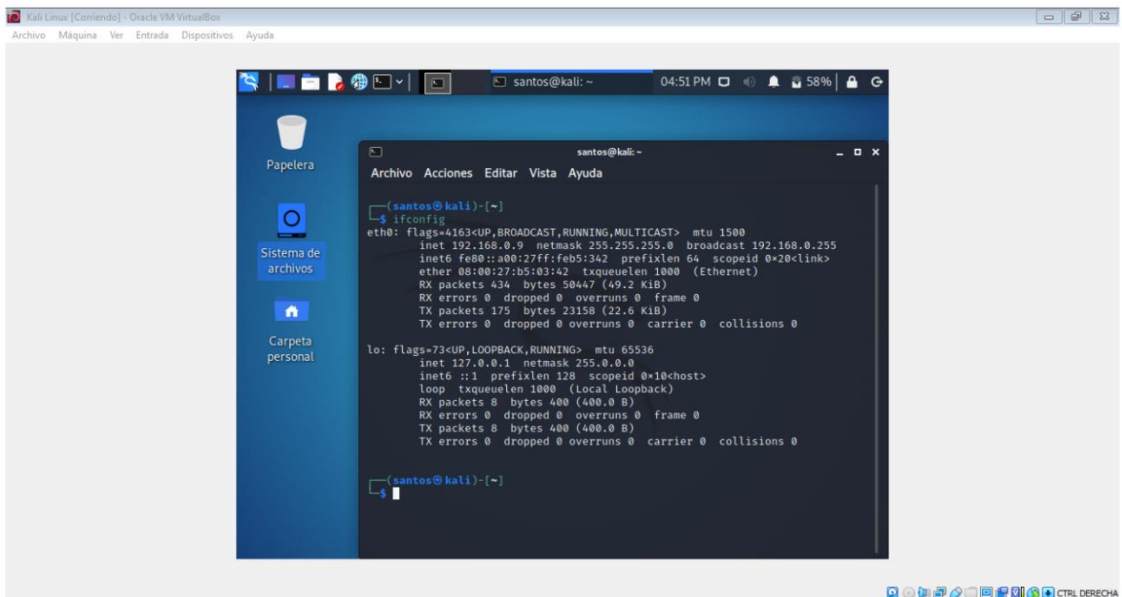 Kali Linux [Corriendo] - Oracle VM VirtualBox
Archivo Máquina Ver Entrada Dispositivos Ayuda
santos@kali: ~ 04:51 PM 58%
Papelera
Sistema de
archivos
Carpeta
personal
santos@kali: ~
Archivo Acciones Editar Vista Ayuda
┌──(santos㉿kali)-[~]
└─$ ifconfig
eth0: flags=4163<UP,BROADCAST,RUNNING,MULTICAST> mtu 1500
inet 192.168.0.9 netmask 255.255.255.0 broadcast 192.168.0.255
inet6 fe80::a00:27ff:feb5:342 prefixlen 64 scopeid 0×20<link>
ether 08:00:27:b5:03:42 txqueuelen 1000 (Ethernet)
RX packets 434 bytes 50447 (49.2 KiB)
RX errors 0 dropped 0 overruns 0 frame 0
TX packets 175 bytes 23158 (22.6 KiB)
TX errors 0 dropped 0 overruns 0 carrier 0 collisions 0
lo: flags=73<UP,LOOPBACK,RUNNING> mtu 65536
inet 127.0.0.1 netmask 255.0.0.0
inet6 ::1 prefixlen 128 scopeid 0×10<host>
loop txqueuelen 1000 (Local Loopback)
RX packets 8 bytes 400 (400.0 B)
RX errors 0 dropped 0 overruns 0 frame 0
TX packets 8 bytes 400 (400.0 B)
TX errors 0 dropped 0 overruns 0 carrier 0 collisions 0
┌──(santos㉿kali)-[~]
└─$
CTRL DERECHA